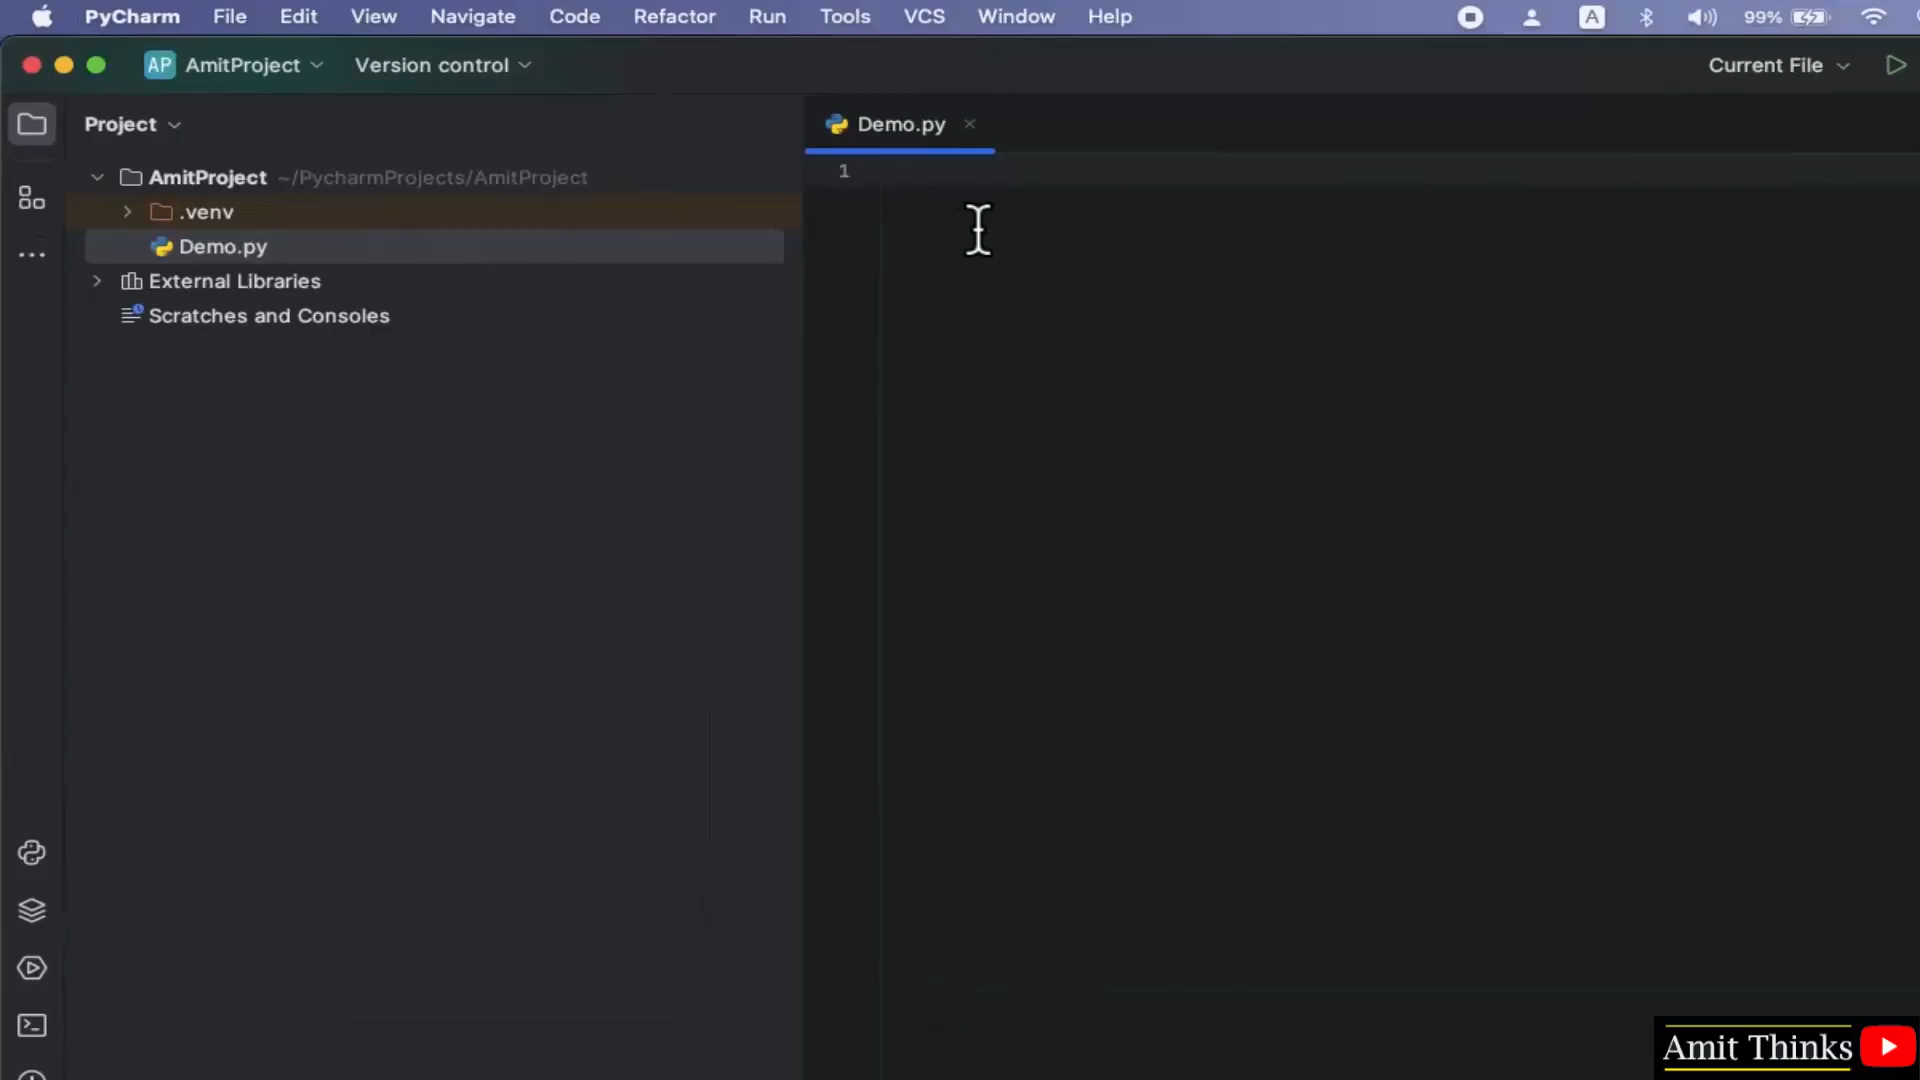 PyCharm File Edit View Navigate Code Refactor Run Tools VCS Window Help A 99%
AP AmitProject Version control Current File
Project
Demo.py
1
AmitProject ~/PycharmProjects/AmitProject
.venv
Demo.py
External Libraries
Scratches and Consoles
Amit Thinks